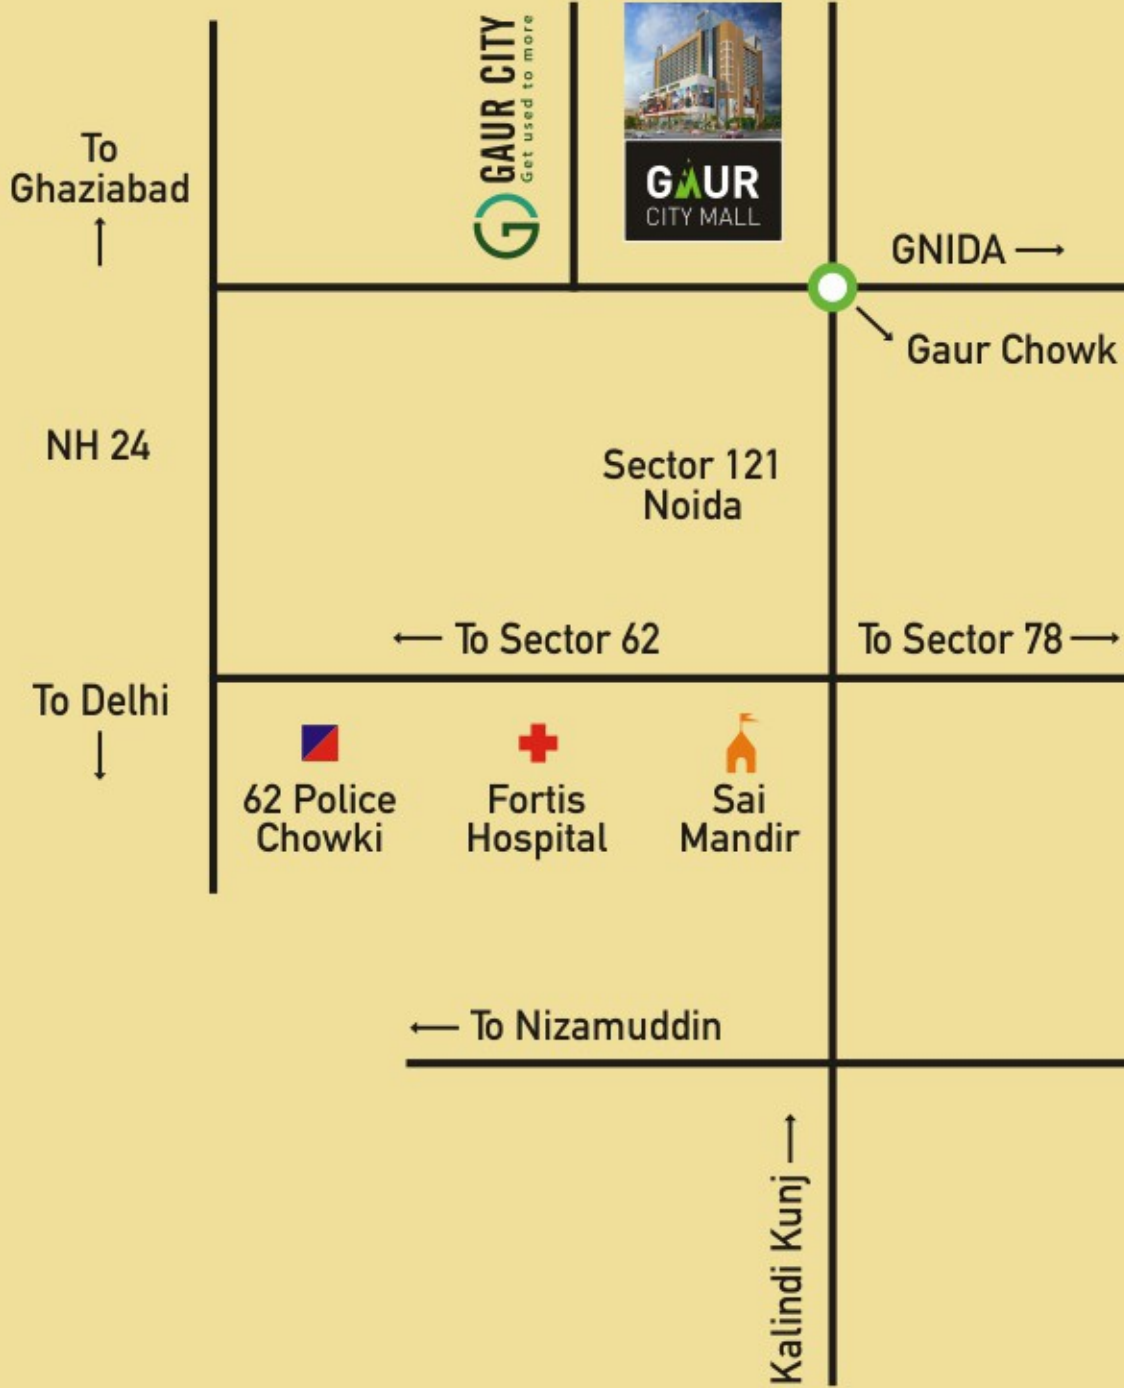 GAUR CITY
Get used to more
GAUR
CITY MALL
To
Ghaziabad
GNIDA
Gaur Chowk
NH 24
Sector 121
Noida
To Sector 62
To Sector 78
To Delhi
62 Police
Chowki
Fortis
Hospital
Sai
Mandir
To Nizamuddin
Kalindi Kunj